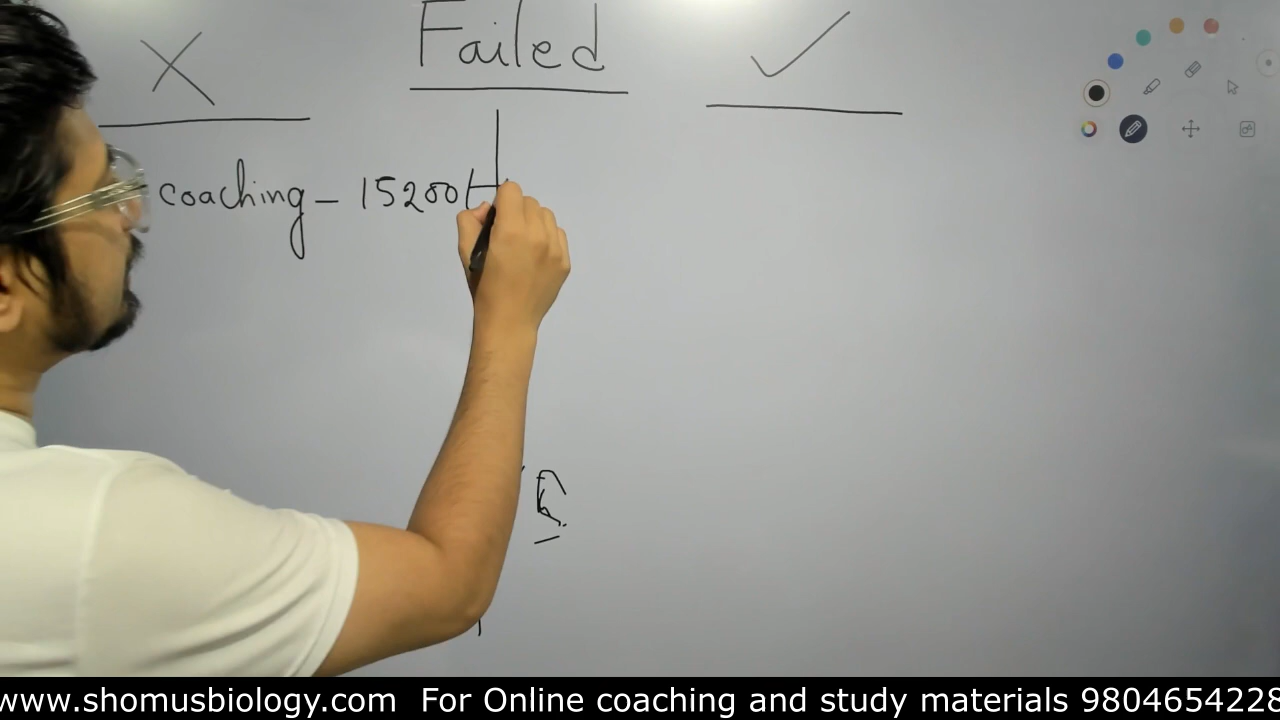 Failed
coaching - 15200
www.shomusbiology.com For Online coaching and study materials 9804654228